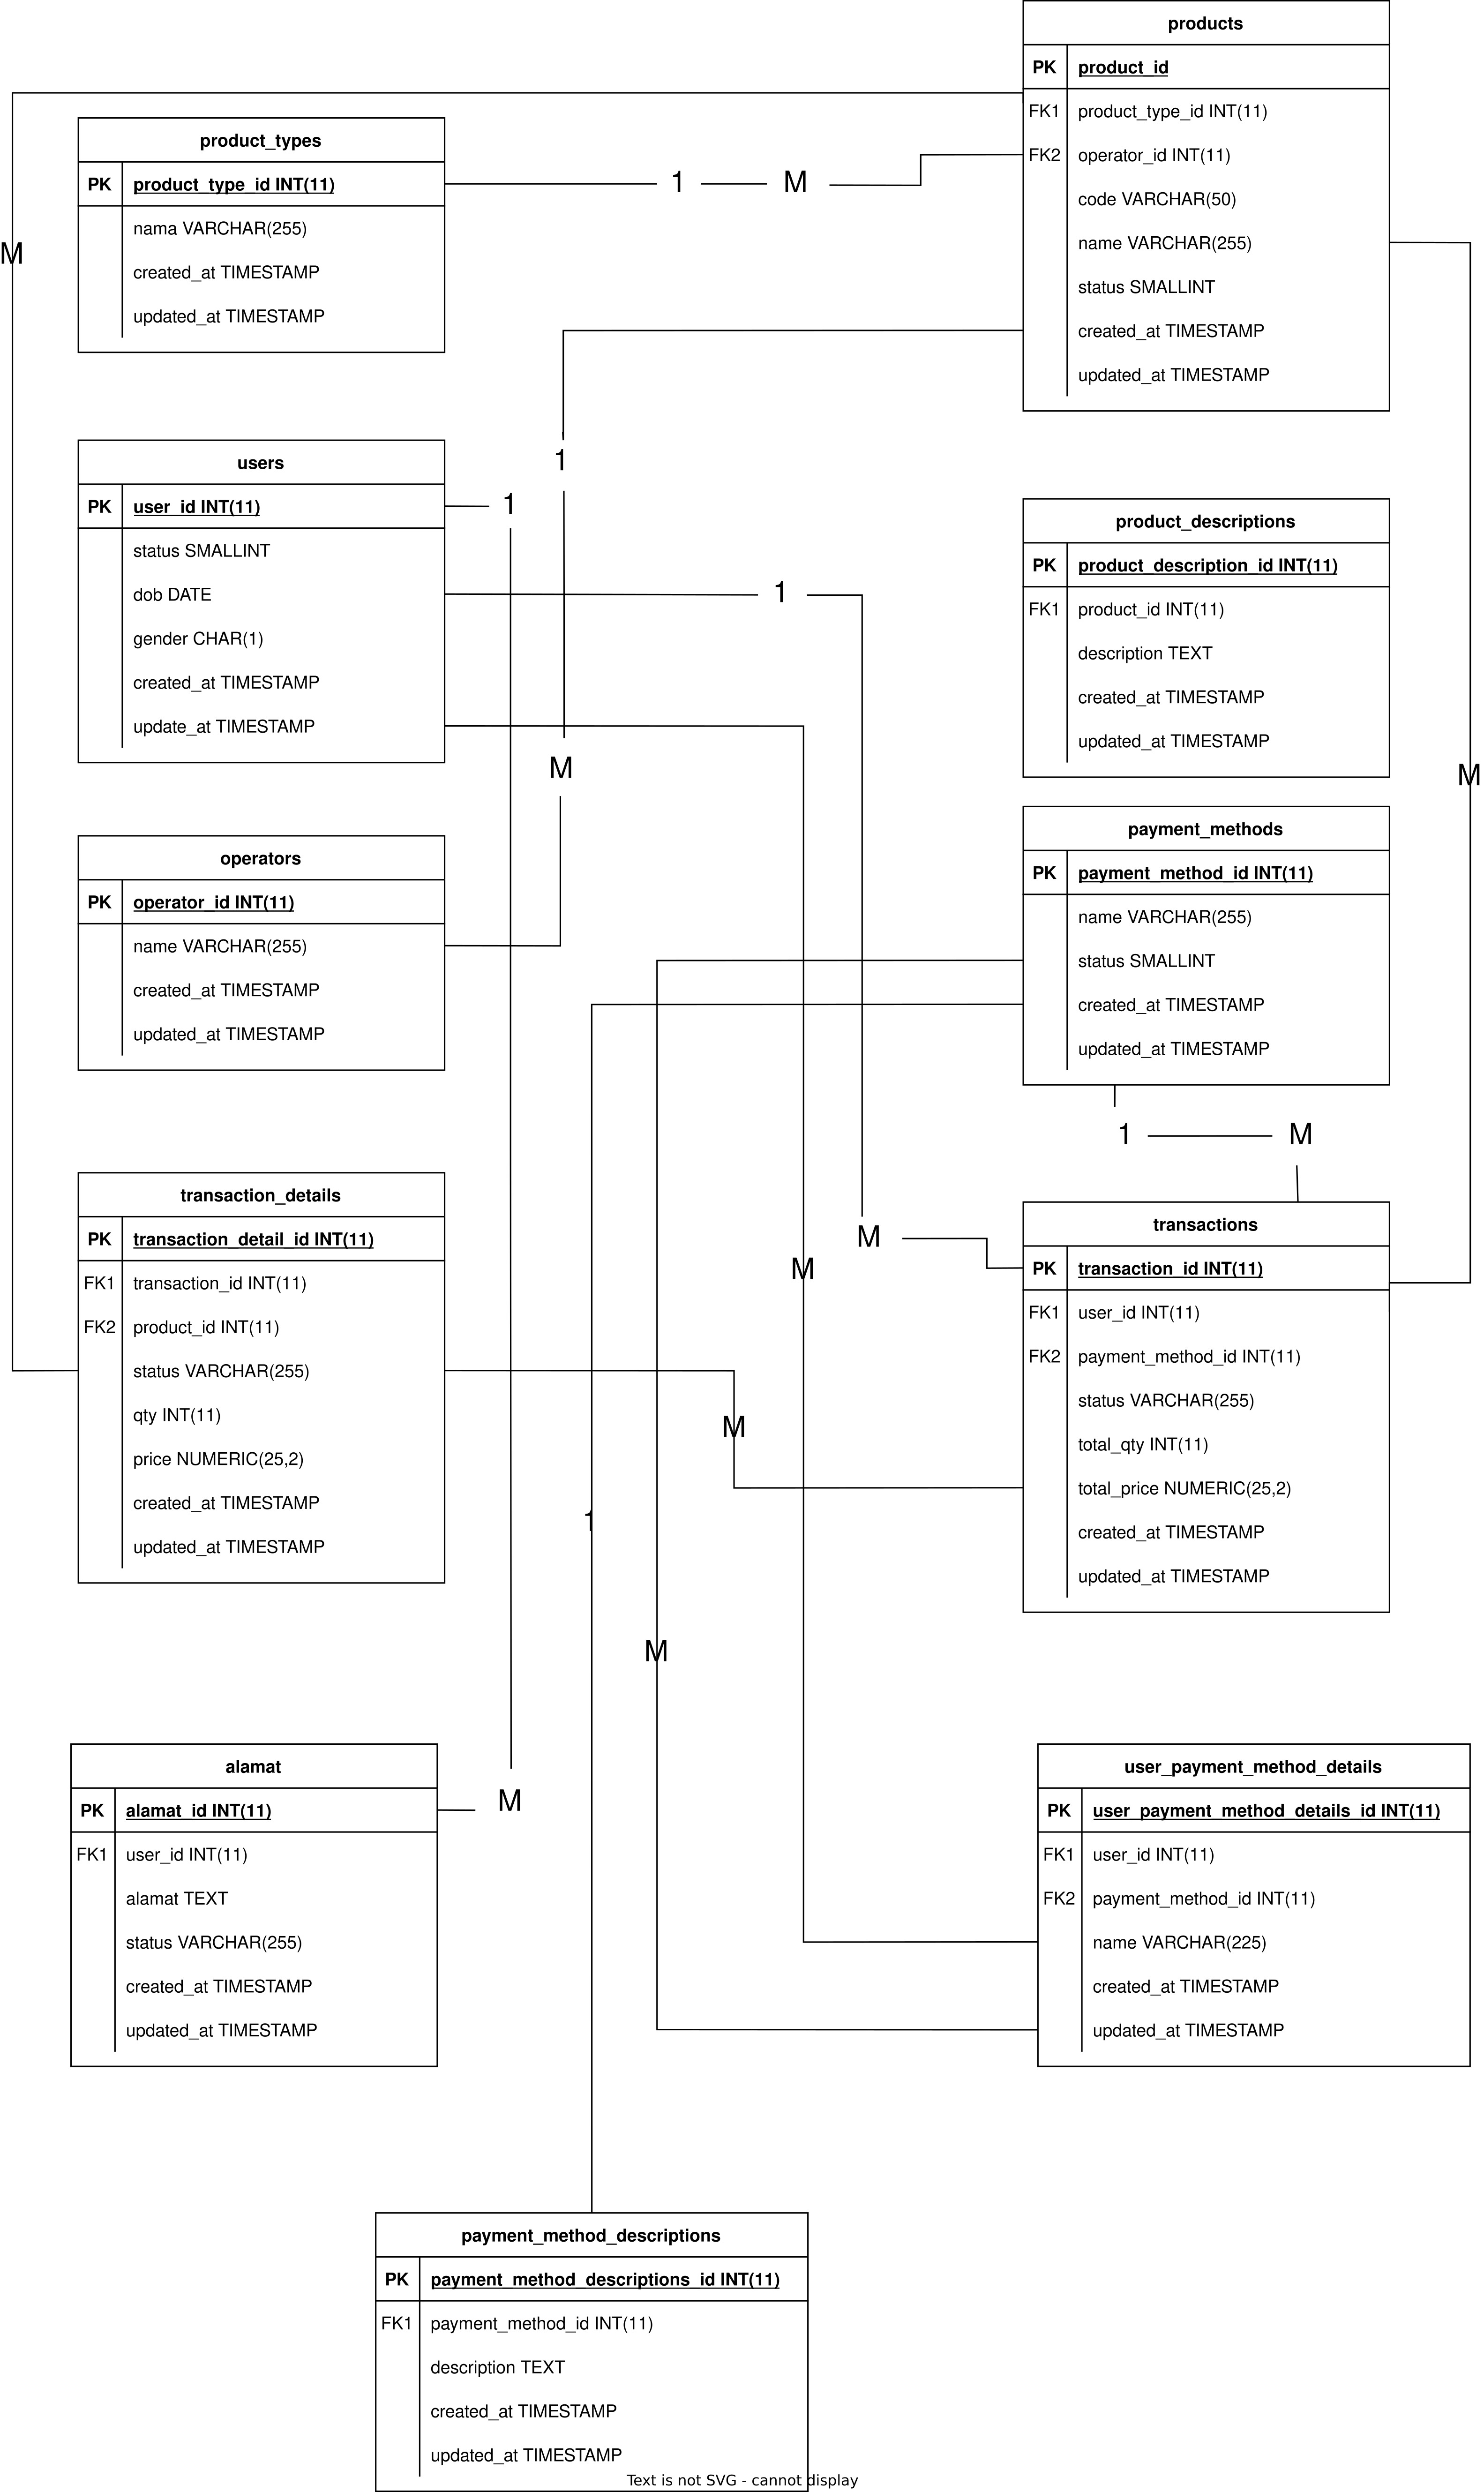 products
PK product_id
FK1 product_type_id INT(11)
FK2 operator_id INT(11)
code VARCHAR(50)
name VARCHAR(255)
status SMALLINT
created_at TIMESTAMP
updated_at TIMESTAMP
product_types
PK product_type_id INT(11)
nama VARCHAR(255)
created_at TIMESTAMP
updated_at TIMESTAMP
1
M
M
users
PK user_id INT(11)
status SMALLINT
dob DATE
gender CHAR(1)
created_at TIMESTAMP
update_at TIMESTAMP
1
1
1
M
product_descriptions
PK product_description_id INT(11)
FK1 product_id INT(11)
description TEXT
created_at TIMESTAMP
updated_at TIMESTAMP
M
operators
PK operator_id INT(11)
name VARCHAR(255)
created_at TIMESTAMP
updated_at TIMESTAMP
payment_methods
PK payment_method_id INT(11)
name VARCHAR(255)
status SMALLINT
created_at TIMESTAMP
updated_at TIMESTAMP
1
M
transaction_details
PK transaction_detail_id INT(11)
FK1 transaction_id INT(11)
FK2 product_id INT(11)
status VARCHAR(255)
qty INT(11)
price NUMERIC(25,2)
created_at TIMESTAMP
updated_at TIMESTAMP
M
M
M
1
M
transactions
PK transaction_id INT(11)
FK1 user_id INT(11)
FK2 payment_method_id INT(11)
status VARCHAR(255)
total_qty INT(11)
total_price NUMERIC(25,2)
created_at TIMESTAMP
updated_at TIMESTAMP
alamat
PK alamat_id INT(11)
FK1 user_id INT(11)
alamat TEXT
status VARCHAR(255)
created_at TIMESTAMP
updated_at TIMESTAMP
M
user_payment_method_details
PK user_payment_method_details_id INT(11)
FK1 user_id INT(11)
FK2 payment_method_id INT(11)
name VARCHAR(225)
created_at TIMESTAMP
updated_at TIMESTAMP
payment_method_descriptions
PK payment_method_descriptions_id INT(11)
FK1 payment_method_id INT(11)
description TEXT
created_at TIMESTAMP
updated_at TIMESTAMP
Text is not SVG - cannot display